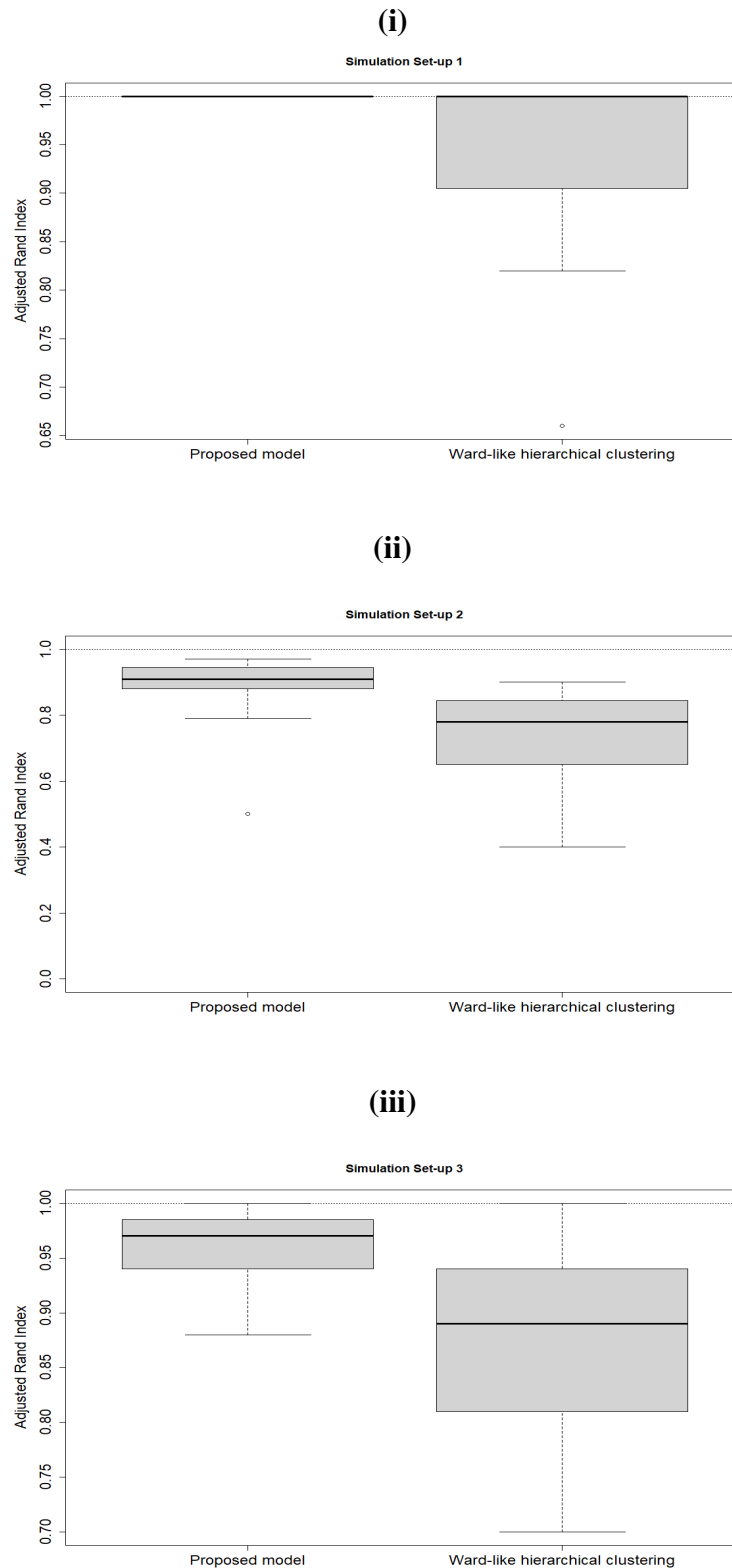 (i)
Simulation Set-up 1
Adjusted Rand Index
1.00
0.95
0.90
0.85
0.80
0.75
0.70
0.65
Proposed model
Ward-like hierarchical clustering
(ii)
Simulation Set-up 2
Adjusted Rand Index
1.0
0.8
0.6
0.4
0.2
0.0
Proposed model
Ward-like hierarchical clustering
(iii)
Simulation Set-up 3
Adjusted Rand Index
1.00
0.95
0.90
0.85
0.80
0.75
0.70
Proposed model
Ward-like hierarchical clustering